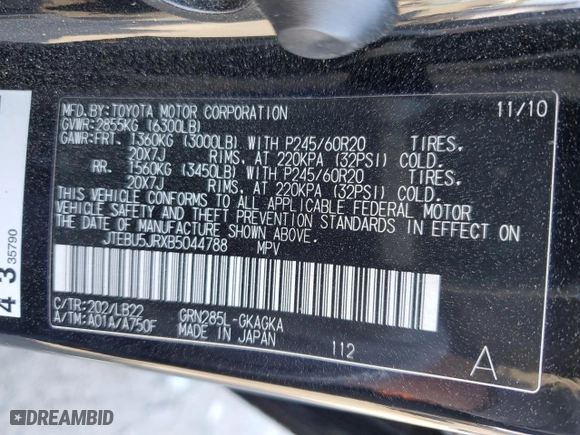 MFD.BY:TOYOTA MOTOR CORPORATION 11/10
GVWR:2855KG (6300LB)
GAWR:FRT. 1360KG (3000LB) WITH P245/60R20 TIRES,
20X7J RIMS, AT 220KPA (32PSI) COLD.
RR. 1560KG (3450LB) WITH P245/60R20 TIRES,
20X7J RIMS, AT 220KPA (32PSI) COLD.
THIS VEHICLE CONFORMS TO ALL APPLICABLE FEDERAL MOTOR
VEHICLE SAFETY AND THEFT PREVENTION STANDARDS IN EFFECT ON
THE DATE OF MANUFACTURE SHOWN ABOVE.
JTEBU5JRXB5044788 MPV
C/TR:202/LB22 GRN285L-GKAGKA
A/TM:A01A/A750F MADE IN JAPAN 112
A
4 3 35790
DREAMBID